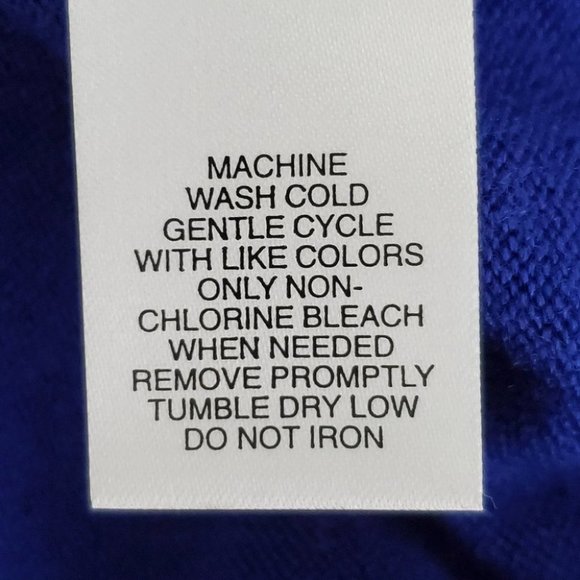 MACHINE
WASH COLD
GENTLE CYCLE
WITH LIKE COLORS
ONLY NON-
CHLORINE BLEACH
WHEN NEEDED
REMOVE PROMPTLY
TUMBLE DRY LOW
DO NOT IRON